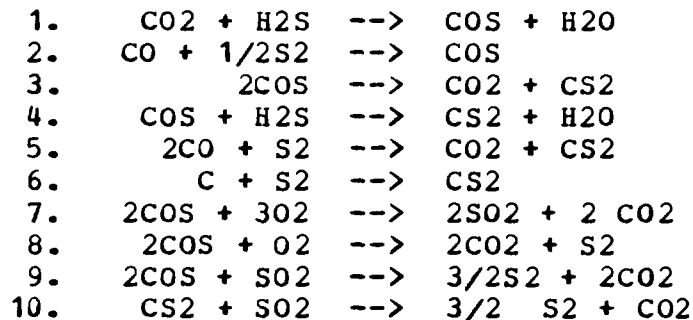 1. CO2 + H2S --> COS + H2O
2. CO + 1/2S2 --> COS
3. 2COS --> CO2 + CS2
4. COS + H2S --> CS2 + H2O
5. 2CO + S2 --> CO2 + CS2
6. C + S2 --> CS2
7. 2COS + 3O2 --> 2SO2 + 2 CO2
8. 2COS + O2 --> 2CO2 + S2
9. 2COS + SO2 --> 3/2S2 + 2CO2
10. CS2 + SO2 --> 3/2 S2 + CO2